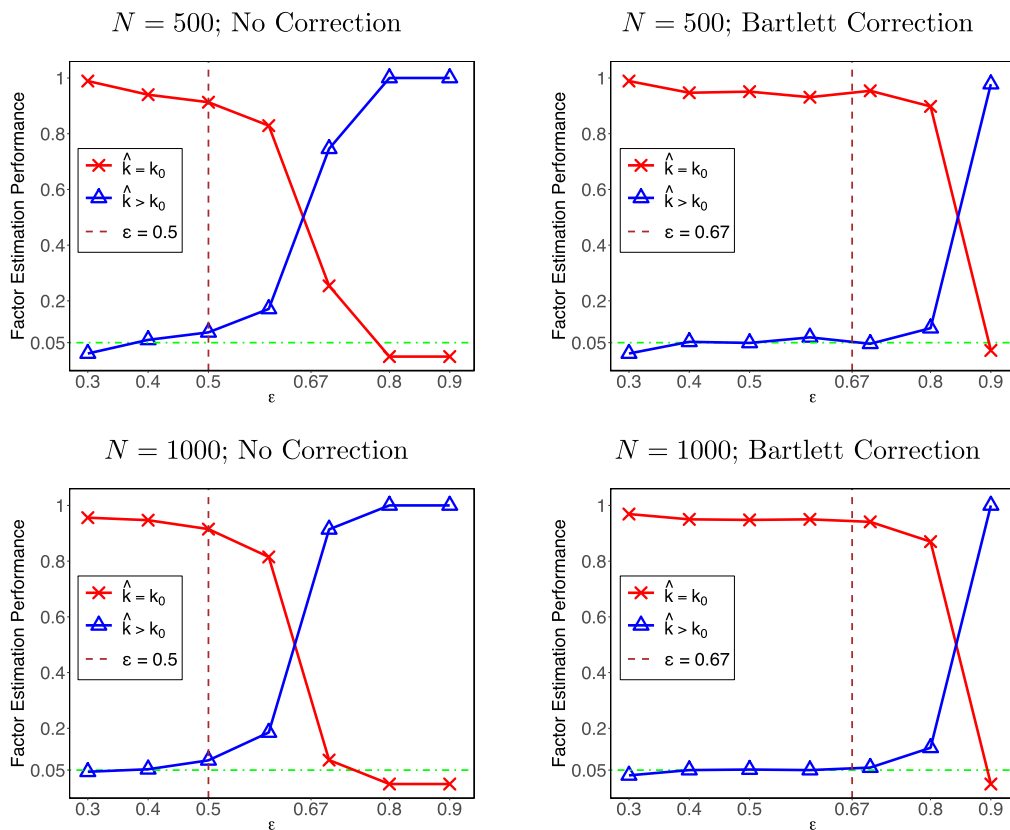 N = 500; No Correction
Factor Estimation Performance
1
0.8
0.6
0.4
0.2
0.05
k̂ = k₀
k̂ > k₀
ε = 0.5
0.3 0.4 0.5 0.67 0.8 0.9
ε
N = 500; Bartlett Correction
Factor Estimation Performance
1
0.8
0.6
0.4
0.2
0.05
k̂ = k₀
k̂ > k₀
ε = 0.67
0.3 0.4 0.5 0.67 0.8 0.9
ε
N = 1000; No Correction
Factor Estimation Performance
1
0.8
0.6
0.4
0.2
0.05
k̂ = k₀
k̂ > k₀
ε = 0.5
0.3 0.4 0.5 0.67 0.8 0.9
ε
N = 1000; Bartlett Correction
Factor Estimation Performance
1
0.8
0.6
0.4
0.2
0.05
k̂ = k₀
k̂ > k₀
ε = 0.67
0.3 0.4 0.5 0.67 0.8 0.9
ε